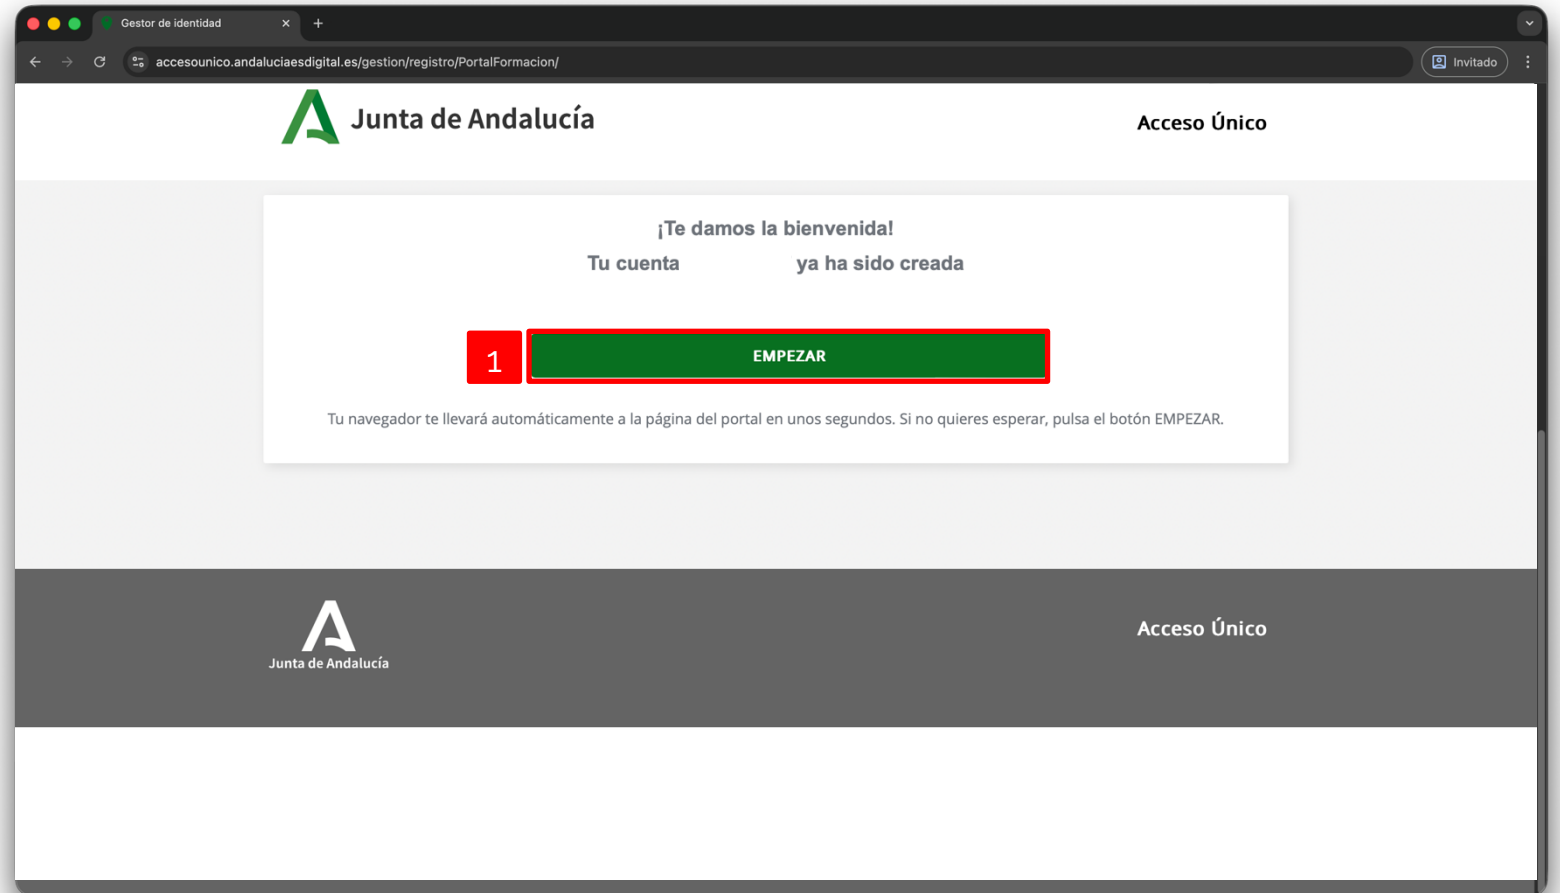 Gestor de identidad
accesounico.andaluciaesdigital.es/gestion/registro/PortalFormacion/
Invitado
Junta de Andalucía
Acceso Único
¡Te damos la bienvenida!
Tu cuenta ya ha sido creada
1
EMPEZAR
Tu navegador te llevará automáticamente a la página del portal en unos segundos. Si no quieres esperar, pulsa el botón EMPEZAR.
Acceso Único
Junta de Andalucía